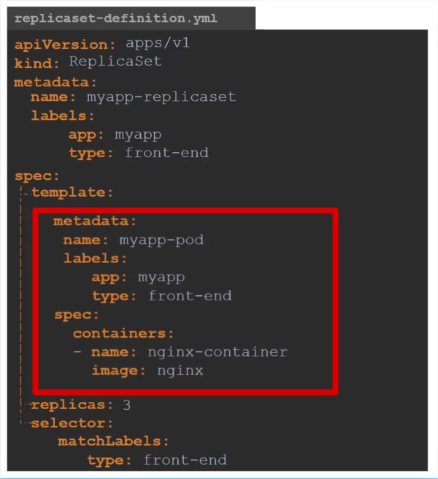 replicaset-definition.yml
apiVersion: apps/v1
kind: ReplicaSet
metadata:
name: myapp-replicaset
labels:
app: myapp
type: front-end
spec:
template:
metadata:
name: myapp-pod
labels:
app: myapp
type: front-end
spec:
containers:
- name: nginx-container
image: nginx
replicas: 3
selector:
matchLabels:
type: front-end